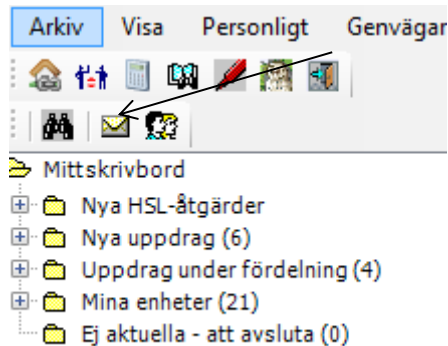 Arkiv Visa Personligt Genvägar
Mittskrivbord
Nya HSL-åtgärder
Nya uppdrag (6)
Uppdrag under fördelning (4)
Mina enheter (21)
Ej aktuella - att avsluta (0)